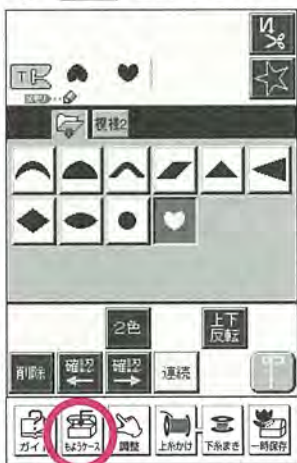 模様2
2色
上下
反転
削除
確認
確認
連続
ガイド
もようケース
調整
上糸かけ
下糸まき
一時保存